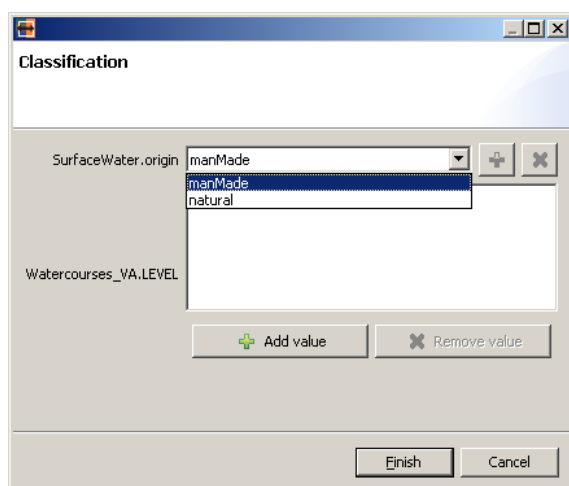 Classification
SurfaceWater.origin manMade
manMade
natural
Watercourses_VA.LEVEL
Add value Remove value
Finish Cancel